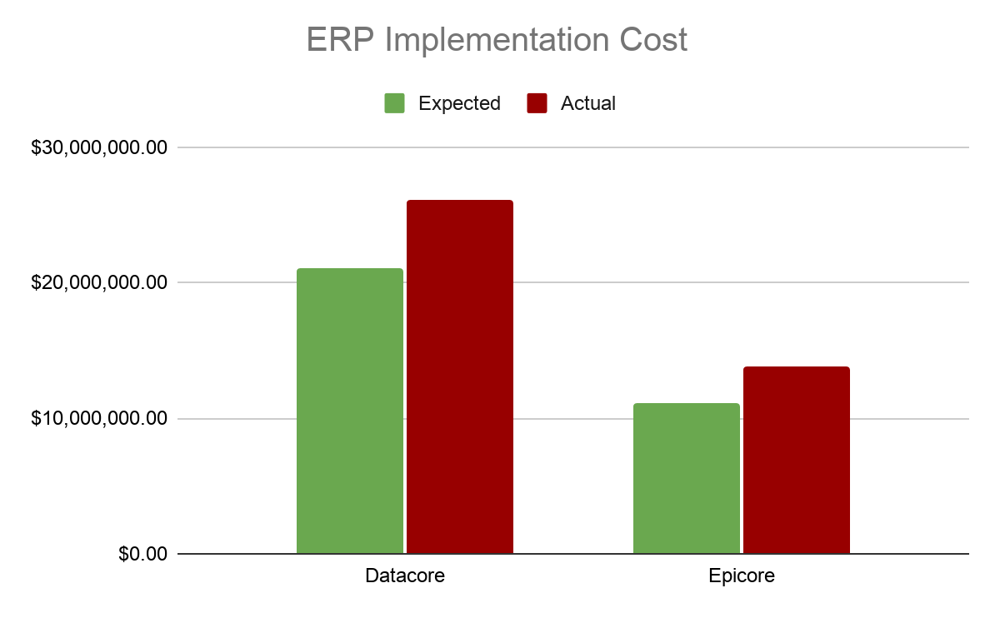 ERP Implementation Cost
Expected
Actual
$30,000,000.00
$20,000,000.00
$10,000,000.00
$0.00
Datacore
Epicore